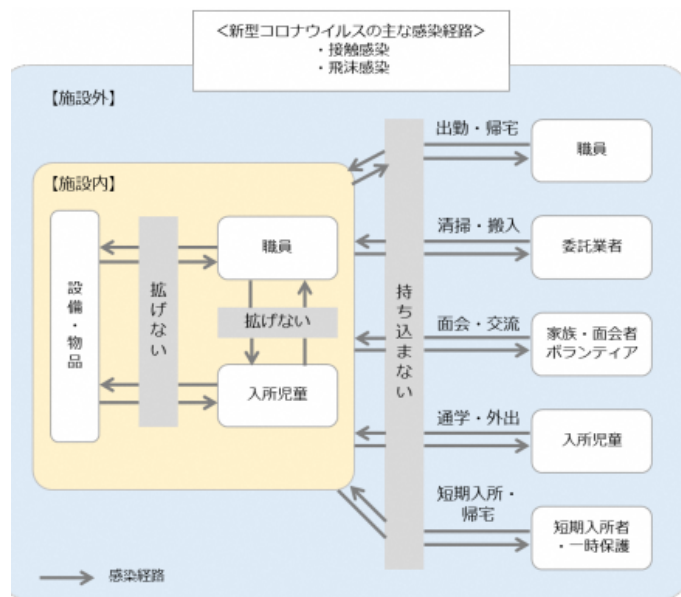 ＜新型コロナウイルスの主な感染経路＞
・接触感染
・飛沫感染
【施設外】
【施設内】
設備・物品
拡げない
職員
拡げない
入所児童
持ち込まない
出勤・帰宅
職員
清掃・搬入
委託業者
面会・交流
家族・面会者
ボランティア
通学・外出
入所児童
短期入所・
帰宅
短期入所者
・一時保護
感染経路